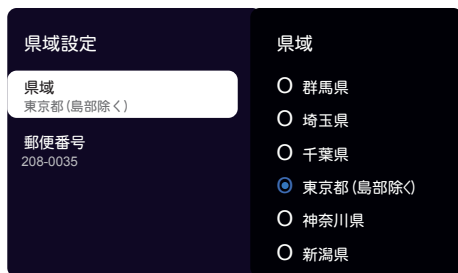 県域設定
県域
東京都(島部除く)
郵便番号
208-0035
県域
群馬県
埼玉県
千葉県
東京都(島部除く)
神奈川県
新潟県